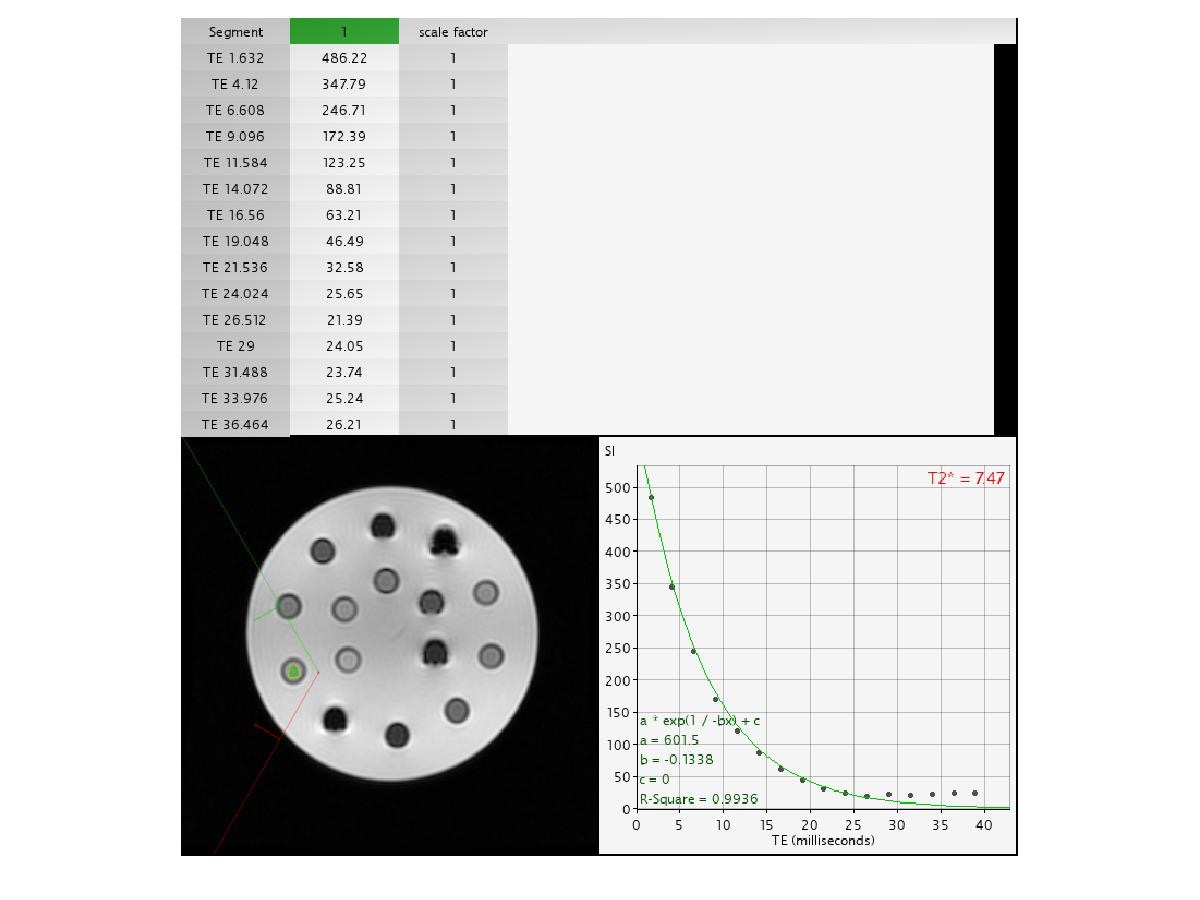 Segment 1 scale factor
TE 1.632 486.22 1
TE 4.12 347.79 1
TE 6.608 246.71 1
TE 9.096 172.39 1
TE 11.584 123.25 1
TE 14.072 88.81 1
TE 16.56 63.21 1
TE 19.048 46.49 1
TE 21.536 32.58 1
TE 24.024 25.65 1
TE 26.512 21.39 1
TE 29 24.05 1
TE 31.488 23.74 1
TE 33.976 25.24 1
TE 36.464 26.21 1
SI
T2* = 7.47
500
450
400
350
300
250
200
150
100
50
0
a * exp(1 / -bx) + c
a = 601.5
b = -0.1338
c = 0
R-Square = 0.9936
0 5 10 15 20 25 30 35 40
TE (milliseconds)